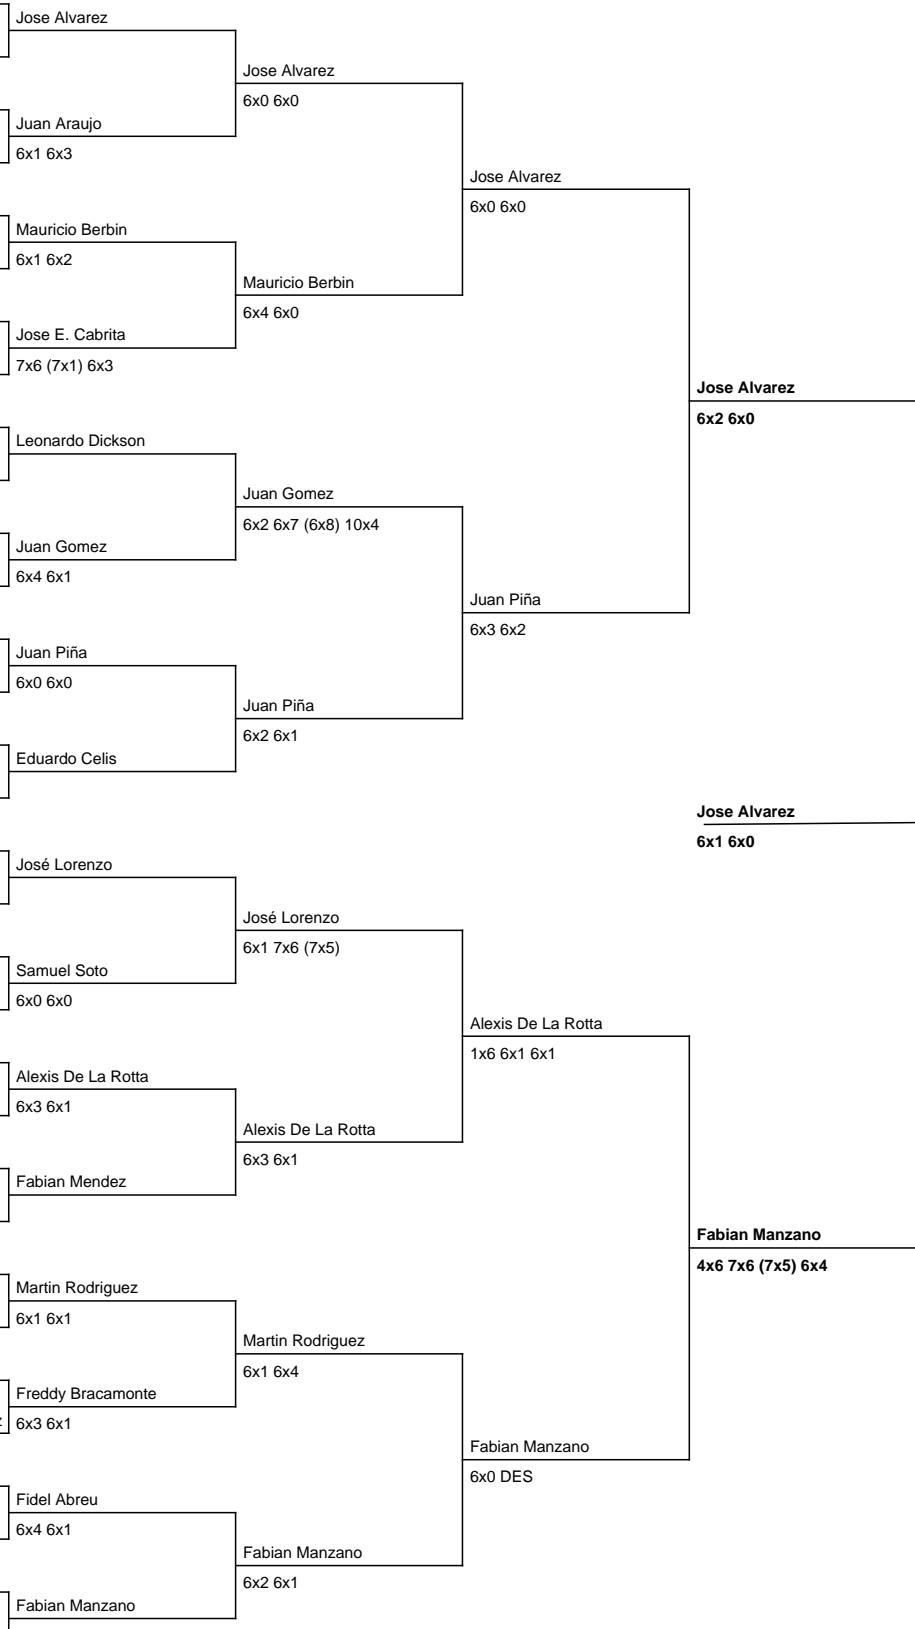 Jose Alvarez
Jose Alvarez
6x0 6x0
Juan Araujo
6x1 6x3
Jose Alvarez
6x0 6x0
Mauricio Berbin
6x1 6x2
Mauricio Berbin
6x4 6x0
Jose E. Cabrita
7x6 (7x1) 6x3
Jose Alvarez
6x2 6x0
Leonardo Dickson
Juan Gomez
6x2 6x7 (6x8) 10x4
Juan Gomez
6x4 6x1
Juan Piña
6x3 6x2
Juan Piña
6x0 6x0
Juan Piña
6x2 6x1
Eduardo Celis
Jose Alvarez
6x1 6x0
José Lorenzo
José Lorenzo
6x1 7x6 (7x5)
Samuel Soto
6x0 6x0
Alexis De La Rotta
1x6 6x1 6x1
Alexis De La Rotta
6x3 6x1
Alexis De La Rotta
6x3 6x1
Fabian Mendez
Fabian Manzano
4x6 7x6 (7x5) 6x4
Martin Rodriguez
6x1 6x1
Martin Rodriguez
6x1 6x4
Freddy Bracamonte
6x3 6x1
Fabian Manzano
6x0 DES
Fidel Abreu
6x4 6x1
Fabian Manzano
6x2 6x1
Fabian Manzano